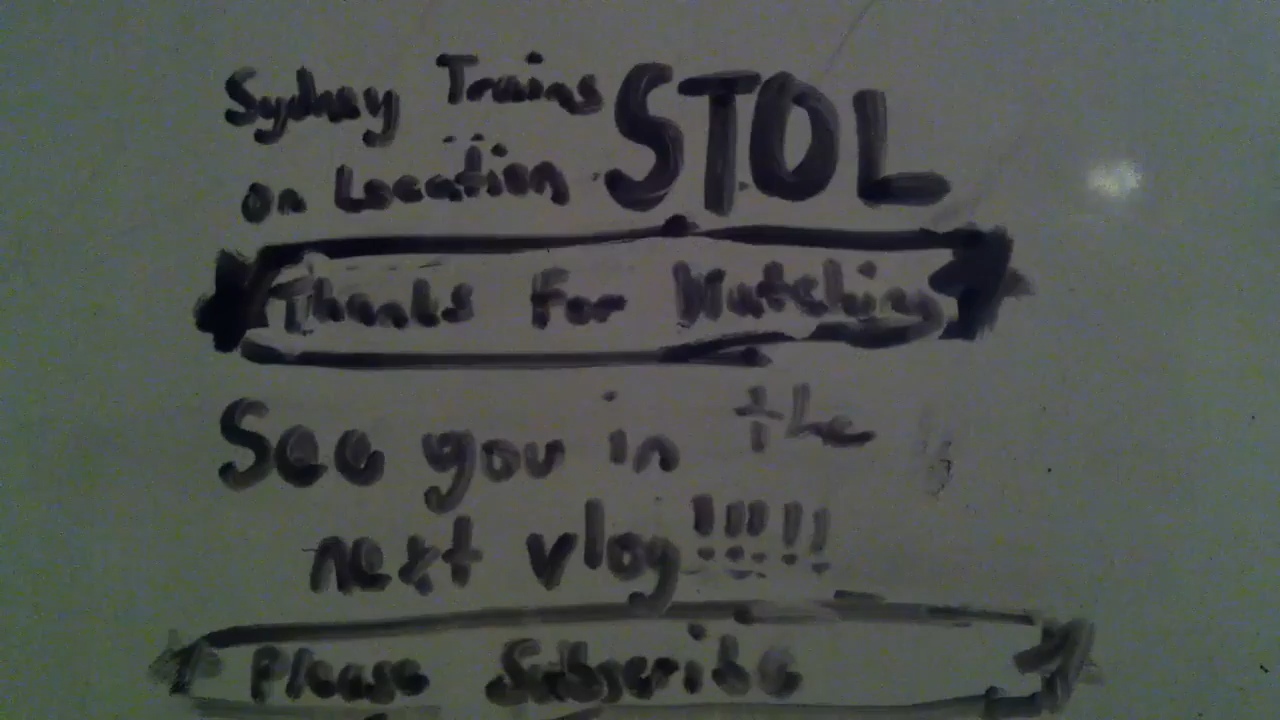 Sydney Trains
on Location STOL
Thanks For Watching
See you in the
next vlog!!!!!
Please Subscribe